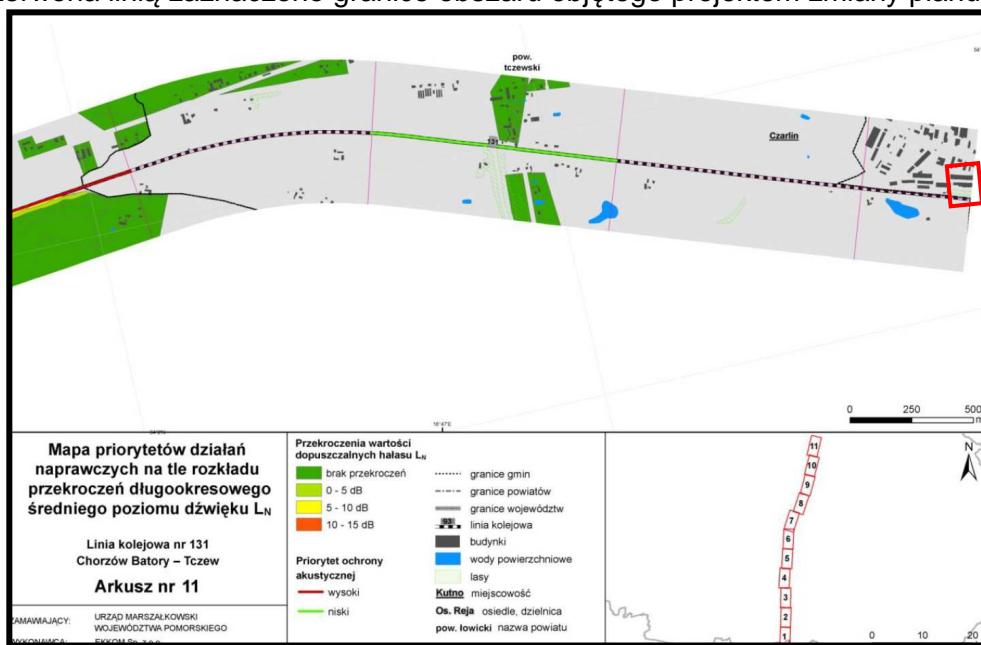 zerwoną linią zaznaczono granice obszaru objętego projektem zmiany planu
pow.
tczewski
131
Czarlin
0 250 500
m
18°47'E
Mapa priorytetów działań
naprawczych na tle rozkładu
przekroczeń długookresowego
średniego poziomu dźwięku LN
Linia kolejowa nr 131
Chorzów Batory – Tczew
Arkusz nr 11
ZAMAWIAJĄCY: URZĄD MARSZAŁKOWSKI
WOJEWÓDZTWA POMORSKIEGO
WYKONAWCA: EKKOM Sp. z o.o.
Przekroczenia wartości
dopuszczalnych hałasu LN
brak przekroczeń
0 - 5 dB
5 - 10 dB
10 - 15 dB
Priorytet ochrony
akustycznej
wysoki
niski
granice gmin
granice powiatów
granice województw
93 linia kolejowa
budynki
wody powierzchniowe
lasy
Kutno miejscowość
Os. Reja osiedle, dzielnica
pow. łowicki nazwa powiatu
N
11
10
9
8
7
6
5
4
3
2
1
0 10 20